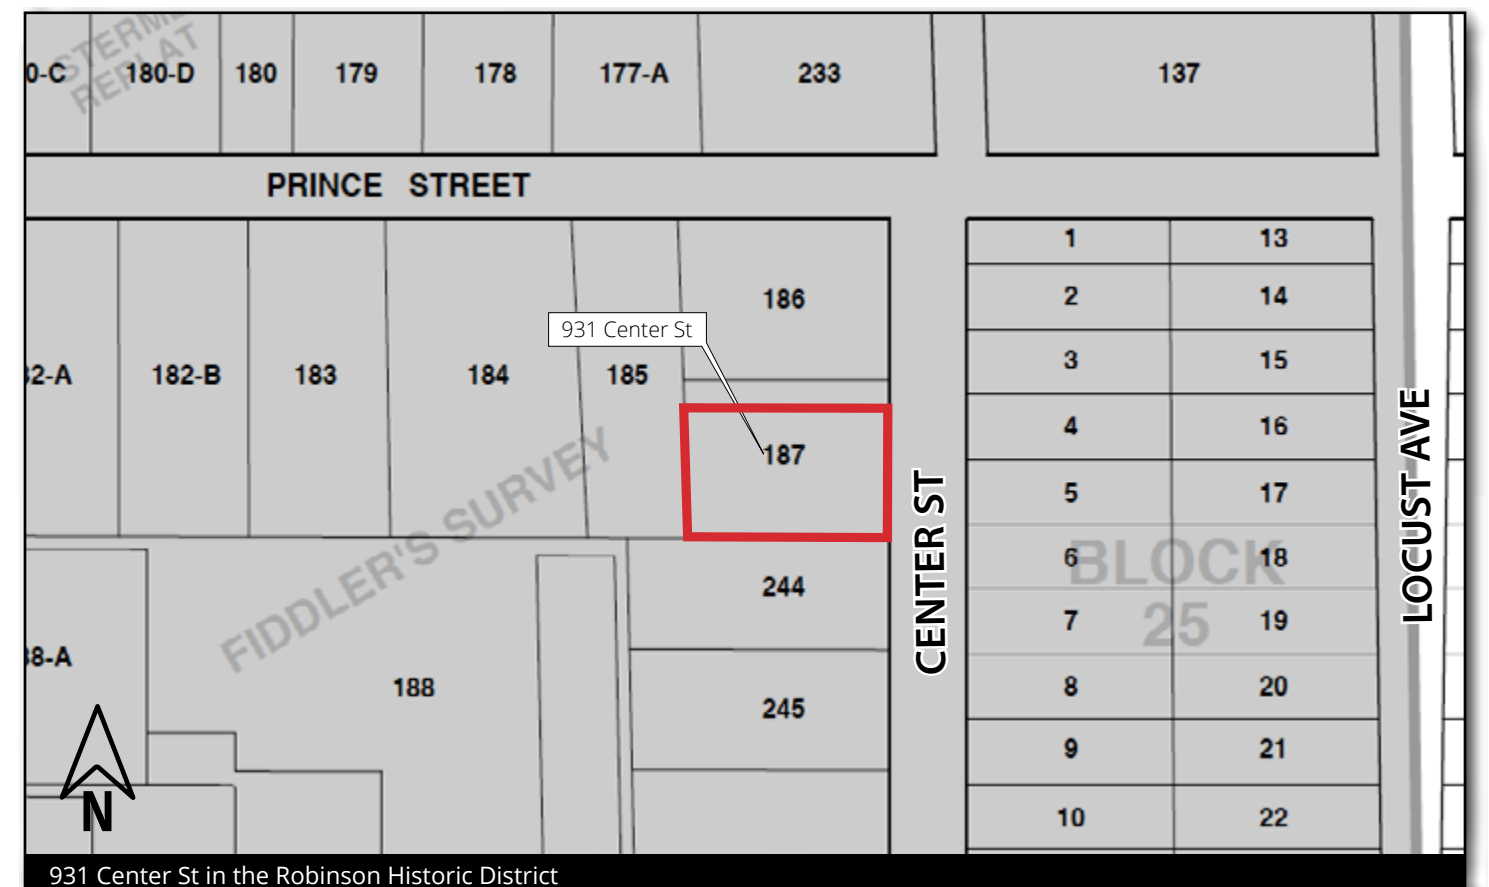 STERME
REPLAT
0-C 180-D 180 179 178 177-A 233 137
PRINCE STREET
1 13
186 2 14
931 Center St
3 15
2-A 182-B 183 184 185
4 16
187
5 17
FIDDLER'S SURVEY
CENTER ST
LOCUST AVE
6 18
BLOCK
25
244
7 19
8-A 188
8 20
245
9 21
10 22
N
931 Center St in the Robinson Historic District